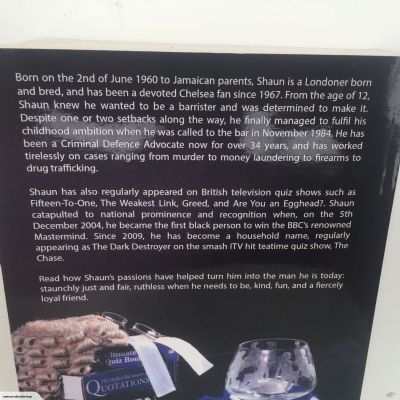 Born on the 2nd of June 1960 to Jamaican parents, Shaun is a Londoner born
and bred, and has been a devoted Chelsea fan since 1967. From the age of 12,
Shaun knew he wanted to be a barrister and was determined to make it.
Despite one or two setbacks along the way, he finally managed to fulfil his
childhood ambition when he was called to the bar in November 1984. He has
been a Criminal Defence Advocate now for over 34 years, and has worked
tirelessly on cases ranging from murder to money laundering to firearms to
drug trafficking.
Shaun has also regularly appeared on British television quiz shows such as
Fifteen-To-One, The Weakest Link, Greed, and Are You an Egghead?. Shaun
catapulted to national prominence and recognition when, on the 5th
December 2004, he became the first black person to win the BBC's renowned
Mastermind. Since 2009, he has become a household name, regularly
appearing as The Dark Destroyer on the smash ITV hit teatime quiz show, The
Chase.
Read how Shaun's passions have helped turn him into the man he is today:
staunchly just and fair, ruthless when he needs to be, kind, fun, and a fiercely
loyal friend.
Ultimate
Quiz Book
QUOTATIONS